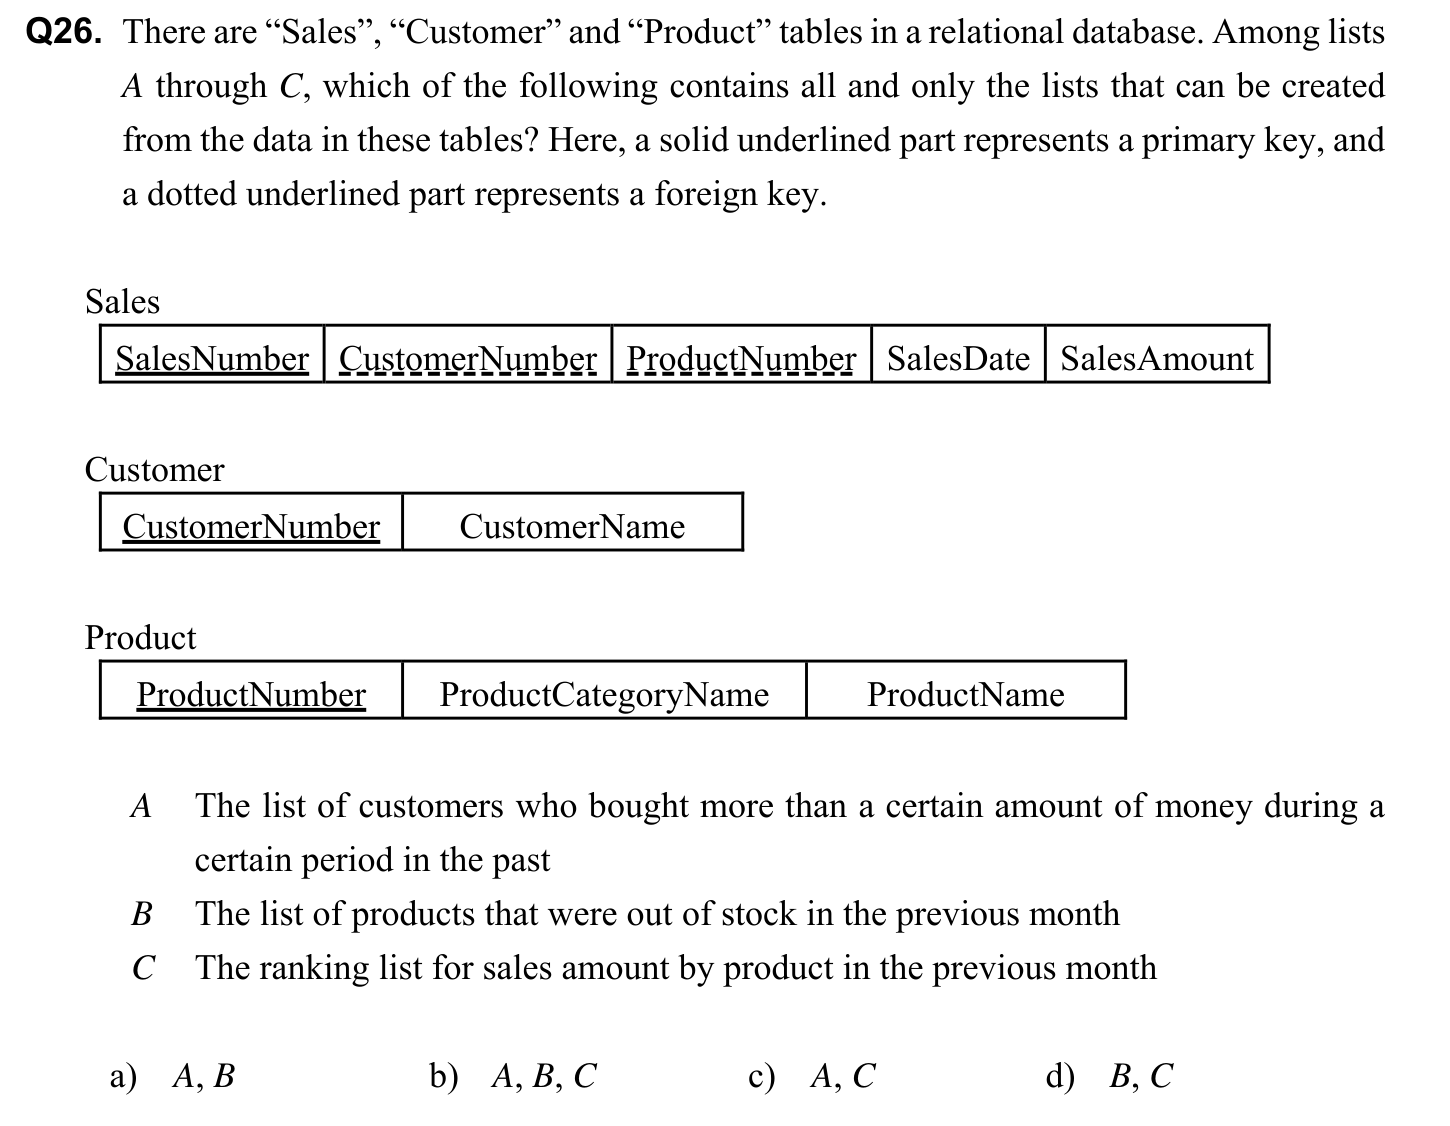 Q26. There are “Sales”, “Customer” and “Product” tables in a relational database. Among lists
A through C, which of the following contains all and only the lists that can be created
from the data in these tables? Here, a solid underlined part represents a primary key, and
a dotted underlined part represents a foreign key.
Sales
SalesNumber CustomerNumber ProductNumber SalesDate SalesAmount
Customer
CustomerNumber CustomerName
Product
ProductNumber ProductCategoryName ProductName
A The list of customers who bought more than a certain amount of money during a
certain period in the past
B The list of products that were out of stock in the previous month
C The ranking list for sales amount by product in the previous month
a) A, B b) A, B, C c) A, C d) B, C